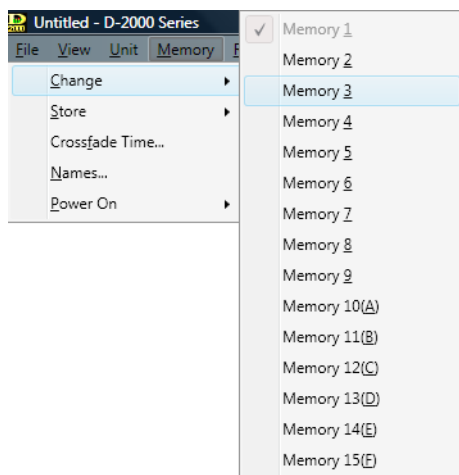 D
2000
Untitled - D-2000 Series
File View Unit Memory
Change
Store
Crossfade Time...
Names...
Power On
Memory 1
Memory 2
Memory 3
Memory 4
Memory 5
Memory 6
Memory 7
Memory 8
Memory 9
Memory 10(A)
Memory 11(B)
Memory 12(C)
Memory 13(D)
Memory 14(E)
Memory 15(F)